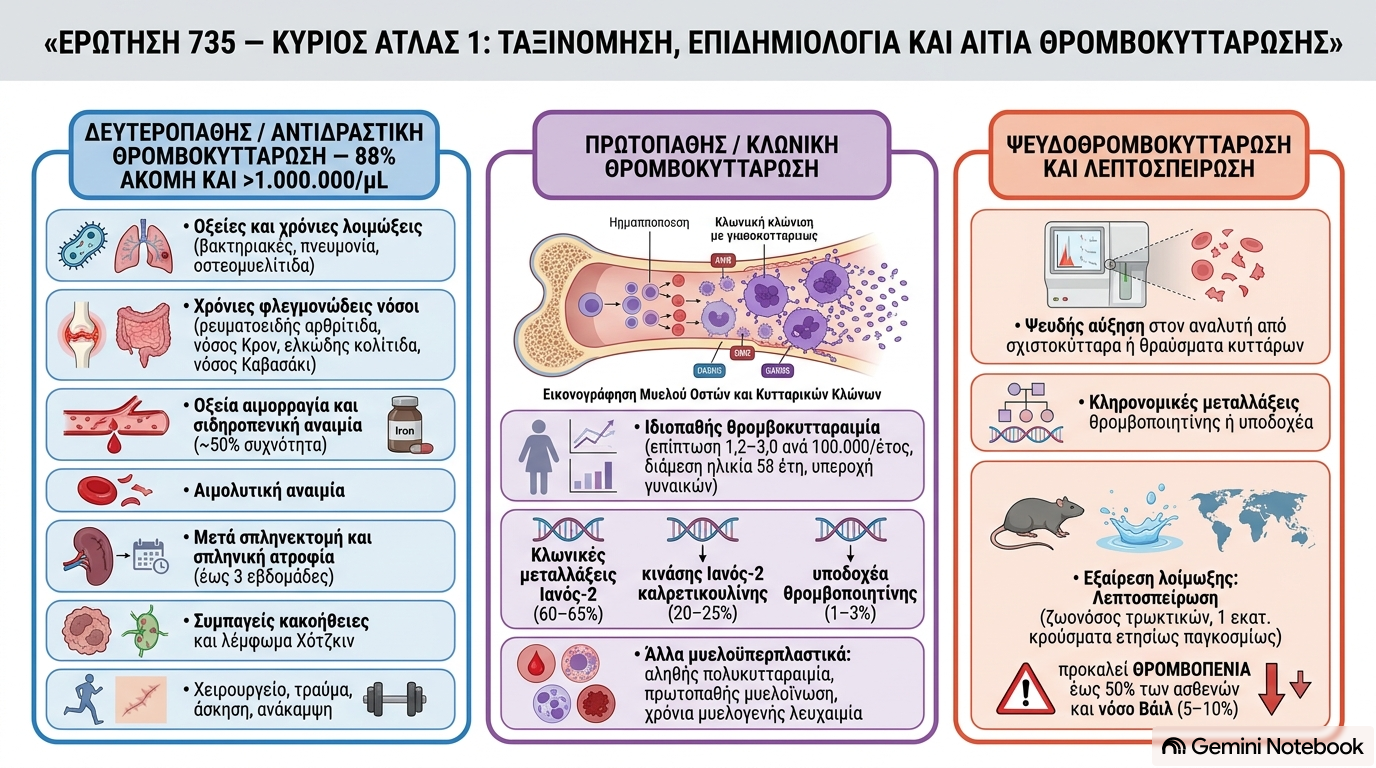 «ΕΡΩΤΗΣΗ 735 — ΚΥΡΙΟΣ ΑΤΛΑΣ 1: ΤΑΞΙΝΟΜΗΣΗ, ΕΠΙΔΗΜΙΟΛΟΓΙΑ ΚΑΙ ΑΙΤΙΑ ΘΡΟΜΒΟΚΥΤΤΑΡΩΣΗΣ»
ΔΕΥΤΕΡΟΠΑΘΗΣ / ΑΝΤΙΔΡΑΣΤΙΚΗ
ΘΡΟΜΒΟΚΥΤΤΑΡΩΣΗ — 88%
ΑΚΟΜΗ ΚΑΙ >1.000.000/μL
• Οξείες και χρόνιες λοιμώξεις
(βακτηριακές, πνευμονία,
οστεομυελίτιδα)
• Χρόνιες φλεγμονώδεις νόσοι
(ρευματοειδής αρθρίτιδα,
νόσος Κρον, ελκώδης κολίτιδα,
νόσος Καβασάκι)
• Οξεία αιμορραγία και
σιδηροπενική αναιμία
(~50% συχνότητα)
Iron
• Αιμολυτική αναιμία
• Μετά σπληνεκτομή και
σπληνική ατροφία
(έως 3 εβδομάδες)
• Συμπαγείς κακοήθειες
και λέμφωμα Χότζκιν
• Χειρουργείο, τραύμα,
άσκηση, ανάκαμψη
ΠΡΩΤΟΠΑΘΗΣ / ΚΛΩΝΙΚΗ
ΘΡΟΜΒΟΚΥΤΤΑΡΩΣΗ
Κλωνική κλώνιση
Εικονογράφηση Μυελού Οστών και Κυτταρικών Κλώνων
• Ιδιοπαθής θρομβοκυτταραιμία
(επίπτωση 1,2–3,0 ανά 100.000/έτος,
διάμεση ηλικία 58 έτη, υπεροχή
γυναικών)
Κλωνικές
μεταλλάξεις
Ιανός-2
(60–65%)
κινάσης Ιανός-2
καλρετικουλίνης
(20–25%)
υποδοχέα
θρομβοποιητίνης
(1–3%)
• Άλλα μυελοϋπερπλαστικά:
αληθής πολυκυτταραιμία,
πρωτοπαθής μυελοΐνωση,
χρόνια μυελογενής λευχαιμία
ΨΕΥΔΟΘΡΟΜΒΟΚΥΤΤΑΡΩΣΗ
ΚΑΙ ΛΕΠΤΟΣΠΕΙΡΩΣΗ
• Ψευδής αύξηση στον αναλυτή από
σχιστοκύτταρα ή θραύσματα κυττάρων
• Κληρονομικές μεταλλάξεις
θρομβοποιητίνης ή υποδοχέα
• Εξαίρεση λοίμωξης:
Λεπτοσπείρωση
(ζωονόσος τρωκτικών, 1 εκατ.
κρούσματα ετησίως παγκοσμίως)
προκαλεί ΘΡΟΜΒΟΠΕΝΙΑ
έως 50% των ασθενών
και νόσο Βάιλ (5–10%)
Gemini Notebook